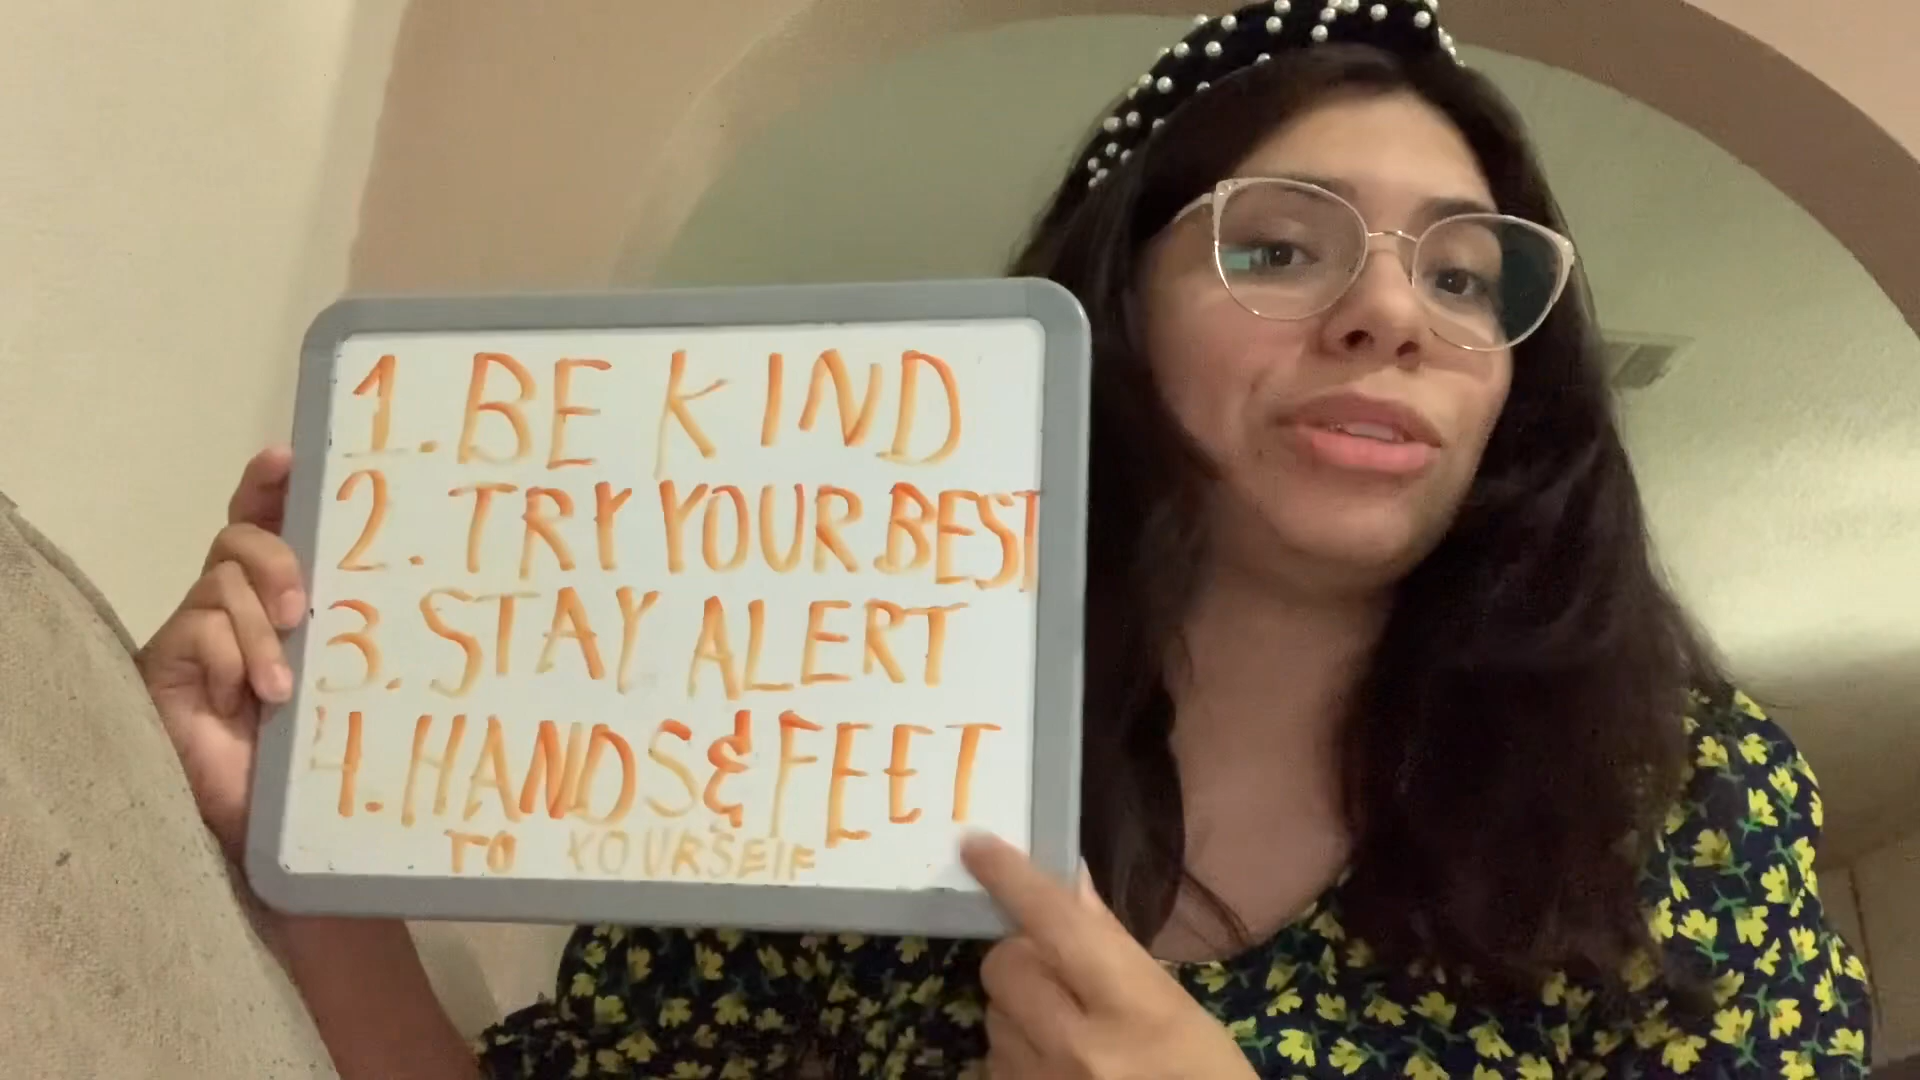 1. BE KIND
2. TRY YOUR BEST
3. STAY ALERT
4. HANDS & FEET
TO YOURSELF